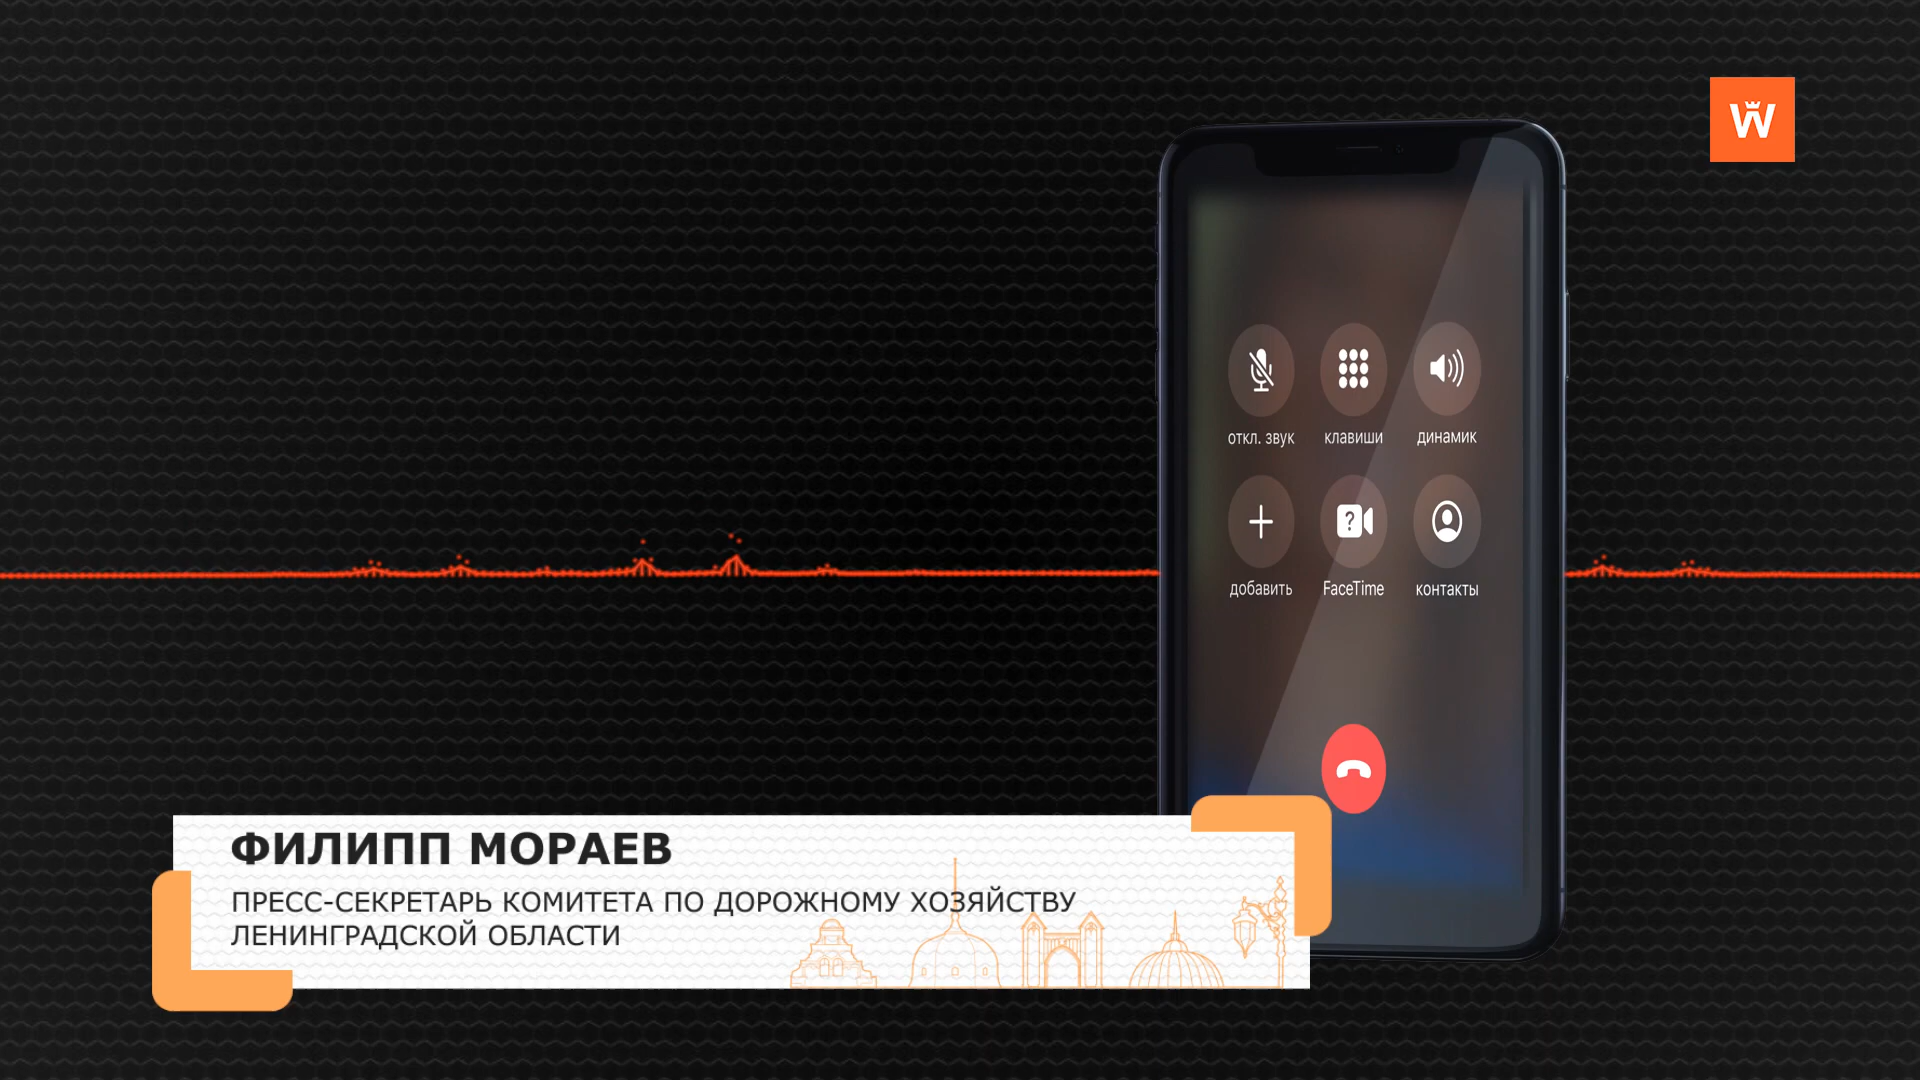 W
откл. звук клавиши динамик
?
добавить FaceTime контакты
ФИЛИПП МОРАЕВ
ПРЕСС-СЕКРЕТАРЬ КОМИТЕТА ПО ДОРОЖНОМУ ХОЗЯЙСТВУ
ЛЕНИНГРАДСКОЙ ОБЛАСТИ